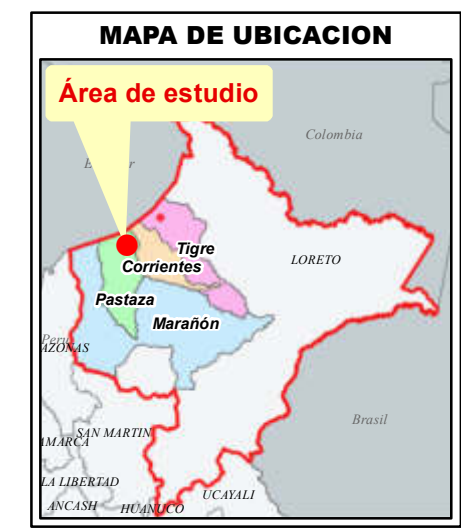 MAPA DE UBICACION
Área de estudio
Colombia
Tigre
LORETO
Corrientes
Pastaza
Marañón
AZONAS
Brasil
SAN MARTIN
AMARCA
LA LIBERTAD
UCAYALI
ANCASH
HUANUCO